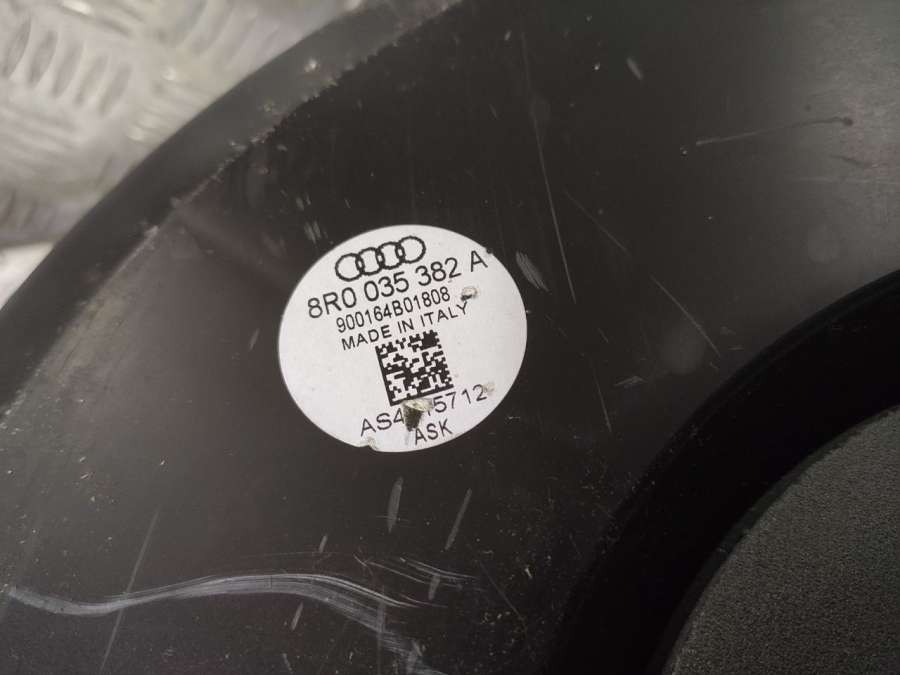 8R0 035 382 A
900164B01808
MADE IN ITALY
ASK